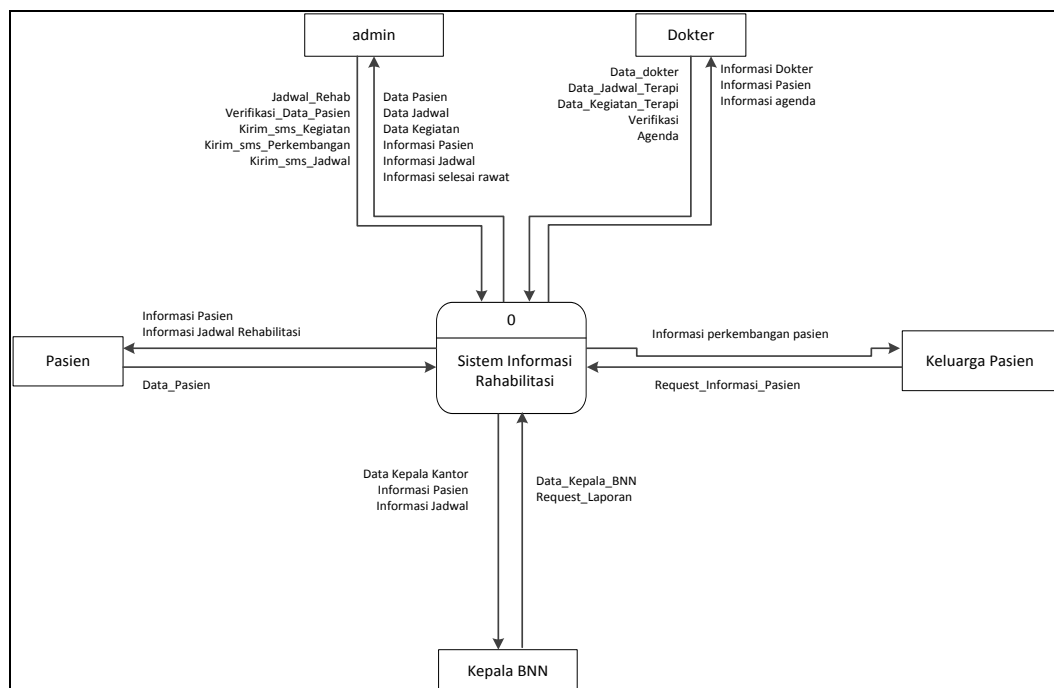 admin
Dokter
Jadwal_Rehab
Verifikasi_Data_Pasien
Kirim_sms_Kegiatan
Kirim_sms_Perkembangan
Kirim_sms_Jadwal
Data Pasien
Data Jadwal
Data Kegiatan
Informasi Pasien
Informasi Jadwal
Informasi selesai rawat
Data_dokter
Data_Jadwal_Terapi
Data_Kegiatan_Terapi
Verifikasi
Agenda
Informasi Dokter
Informasi Pasien
Informasi agenda
Informasi Pasien
Informasi Jadwal Rehabilitasi
Pasien
Data_Pasien
0
Sistem Informasi
Rahabilitasi
Informasi perkembangan pasien
Keluarga Pasien
Request_Informasi_Pasien
Data Kepala Kantor
Informasi Pasien
Informasi Jadwal
Data_Kepala_BNN
Request_Laporan
Kepala BNN